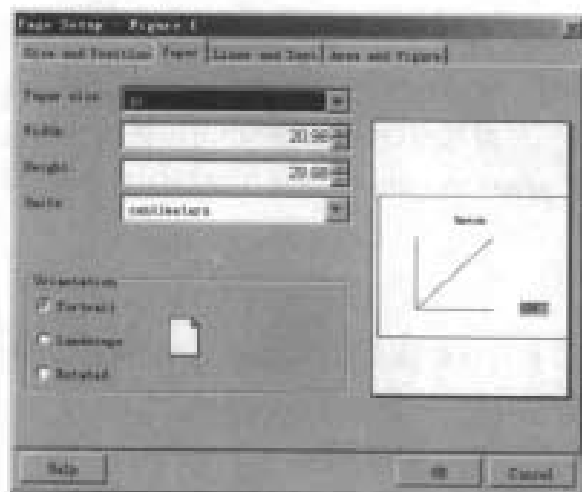 Page Setup - Figure 1
Size and Position Paper Lines and Text Axes and Figure
Paper size
Width 20.98
Height 29.68
Units centimeters
Orientation
Portrait
Landscape
Rotated
Help OK Cancel